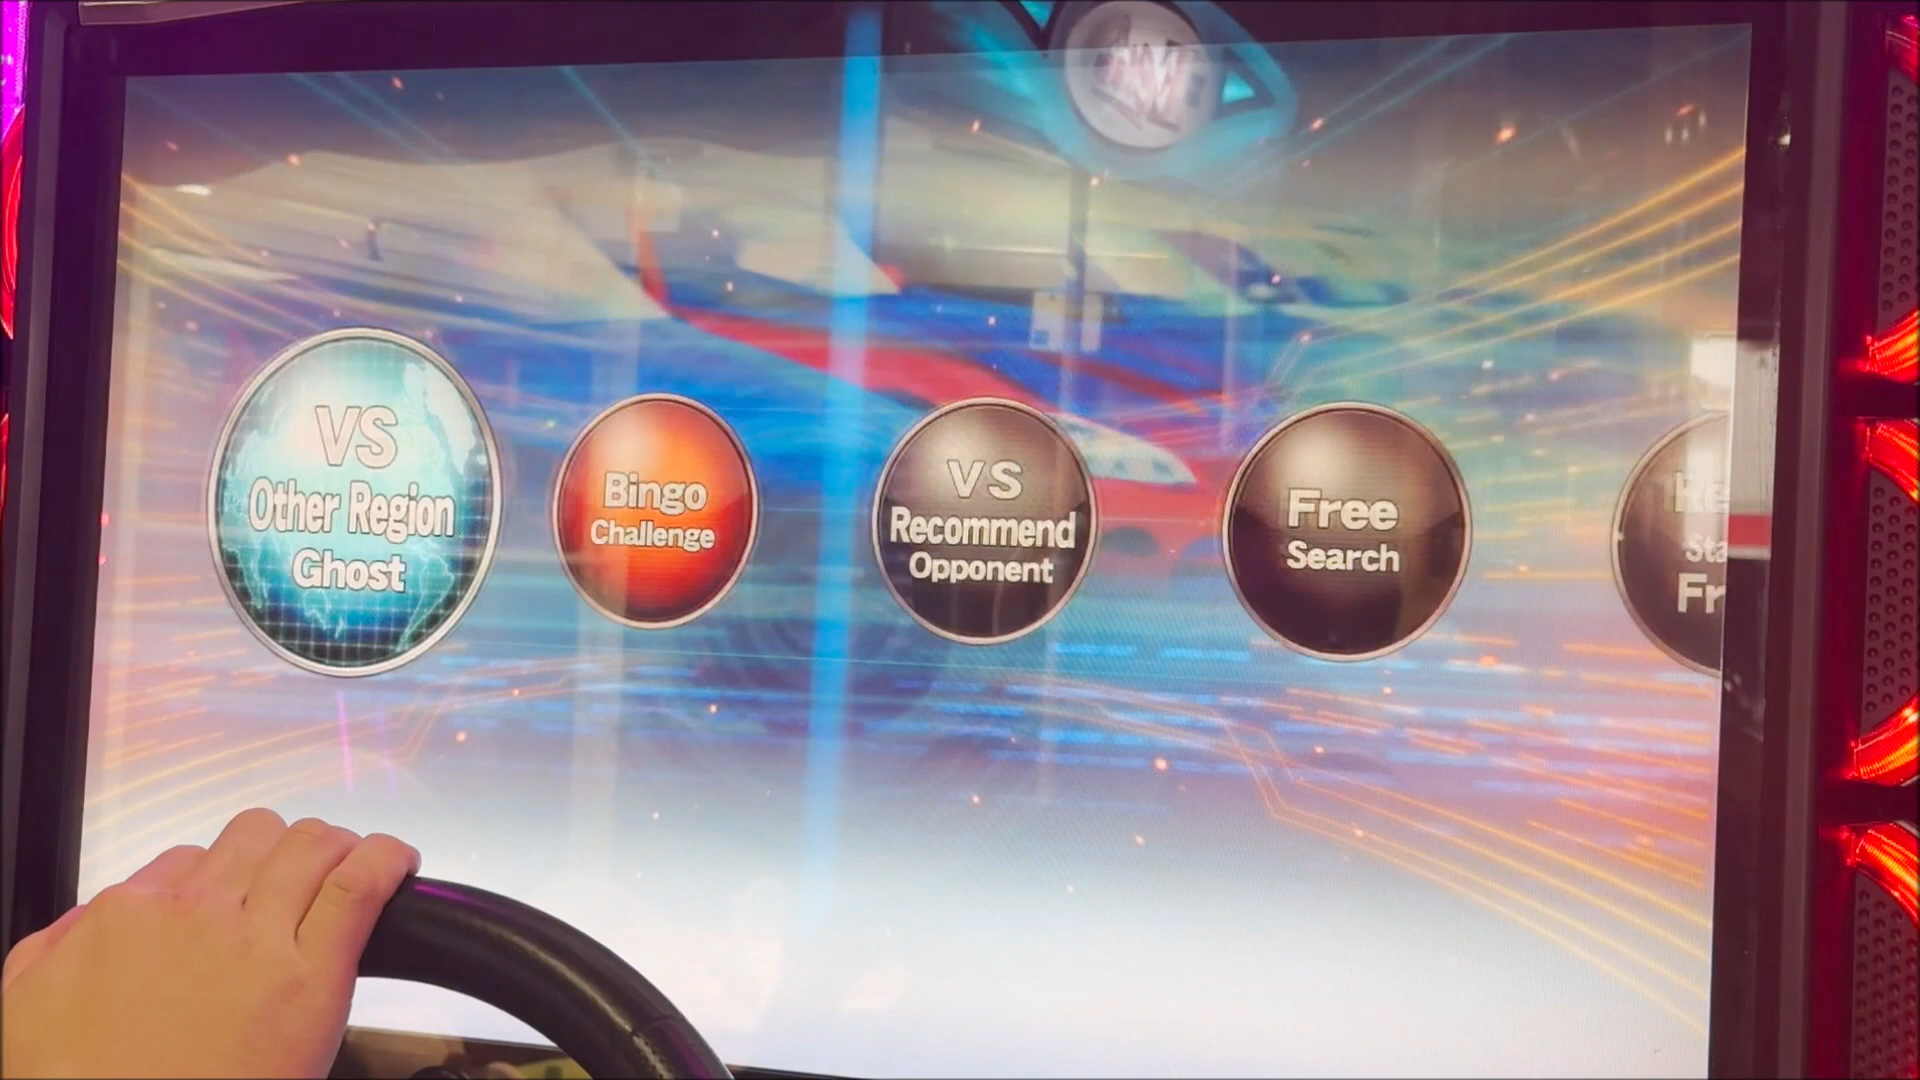 VS
Other Region
Ghost
Bingo
Challenge
VS
Recommend
Opponent
Free
Search